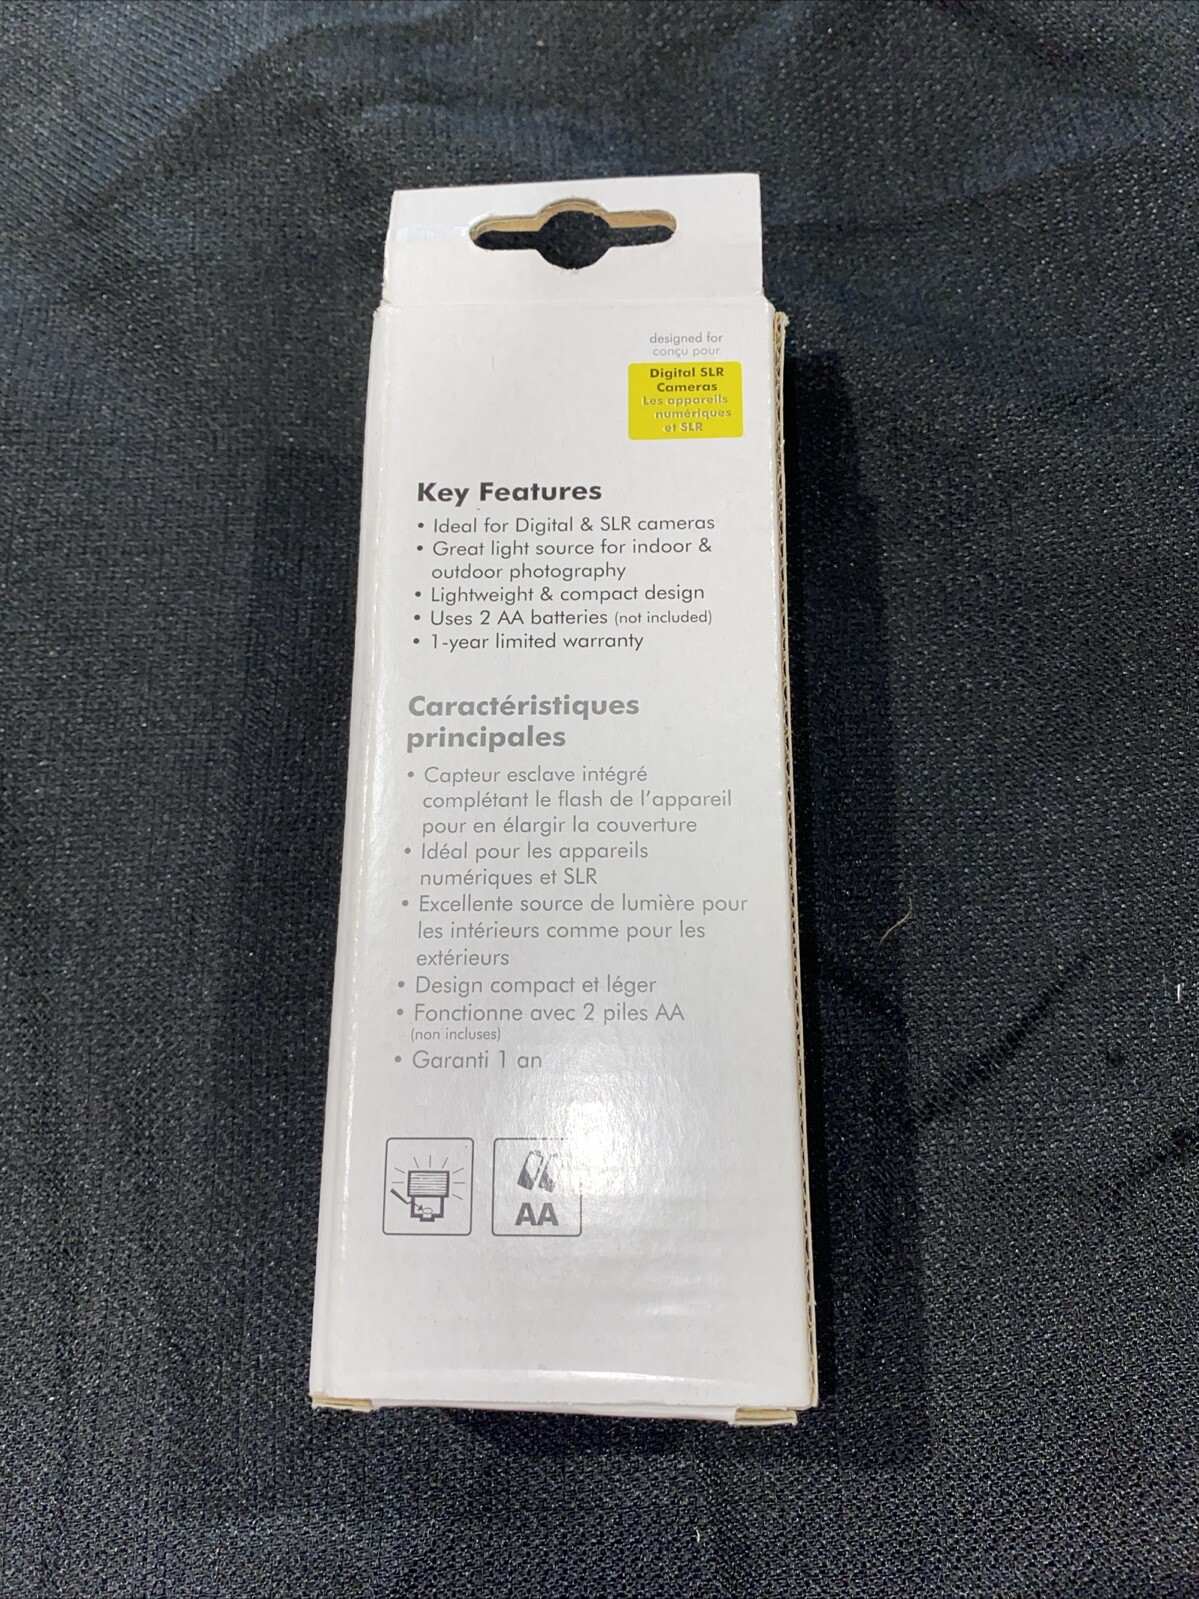 designed for
conçu pour
Digital SLR
Cameras
Les appareils
numériques
et SLR
Key Features
• Ideal for Digital & SLR cameras
• Great light source for indoor &
outdoor photography
• Lightweight & compact design
• Uses 2 AA batteries (not included)
• 1-year limited warranty
Caractéristiques
principales
• Capteur esclave intégré
complétant le flash de l'appareil
pour en élargir la couverture
• Idéal pour les appareils
numériques et SLR
• Excellente source de lumière pour
les intérieurs comme pour les
extérieurs
• Design compact et léger
• Fonctionne avec 2 piles AA
(non incluses)
• Garanti 1 an
AA